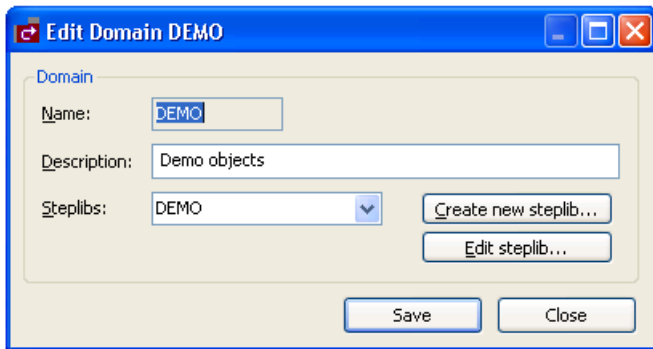 Edit Domain DEMO
Domain
Name: DEMO
Description: Demo objects
Steplibs: DEMO
Create new steplib...
Edit steplib...
Save Close